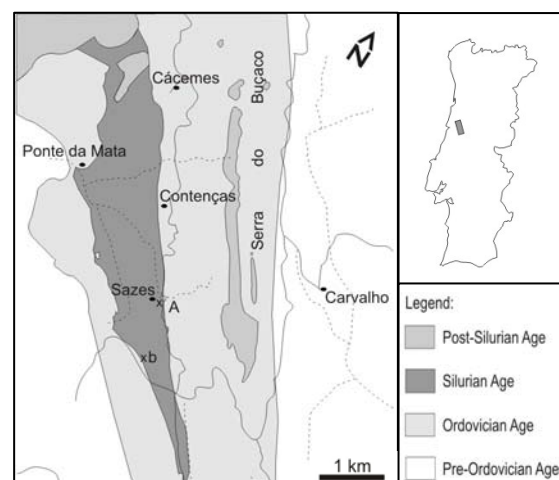 N
Cácemes
Serra do Buçaco
Ponte da Mata
Contenças
Sazes
x A
Carvalho
xb
1 km
Legend:
Post-Silurian Age
Silurian Age
Ordovician Age
Pre-Ordovician Age